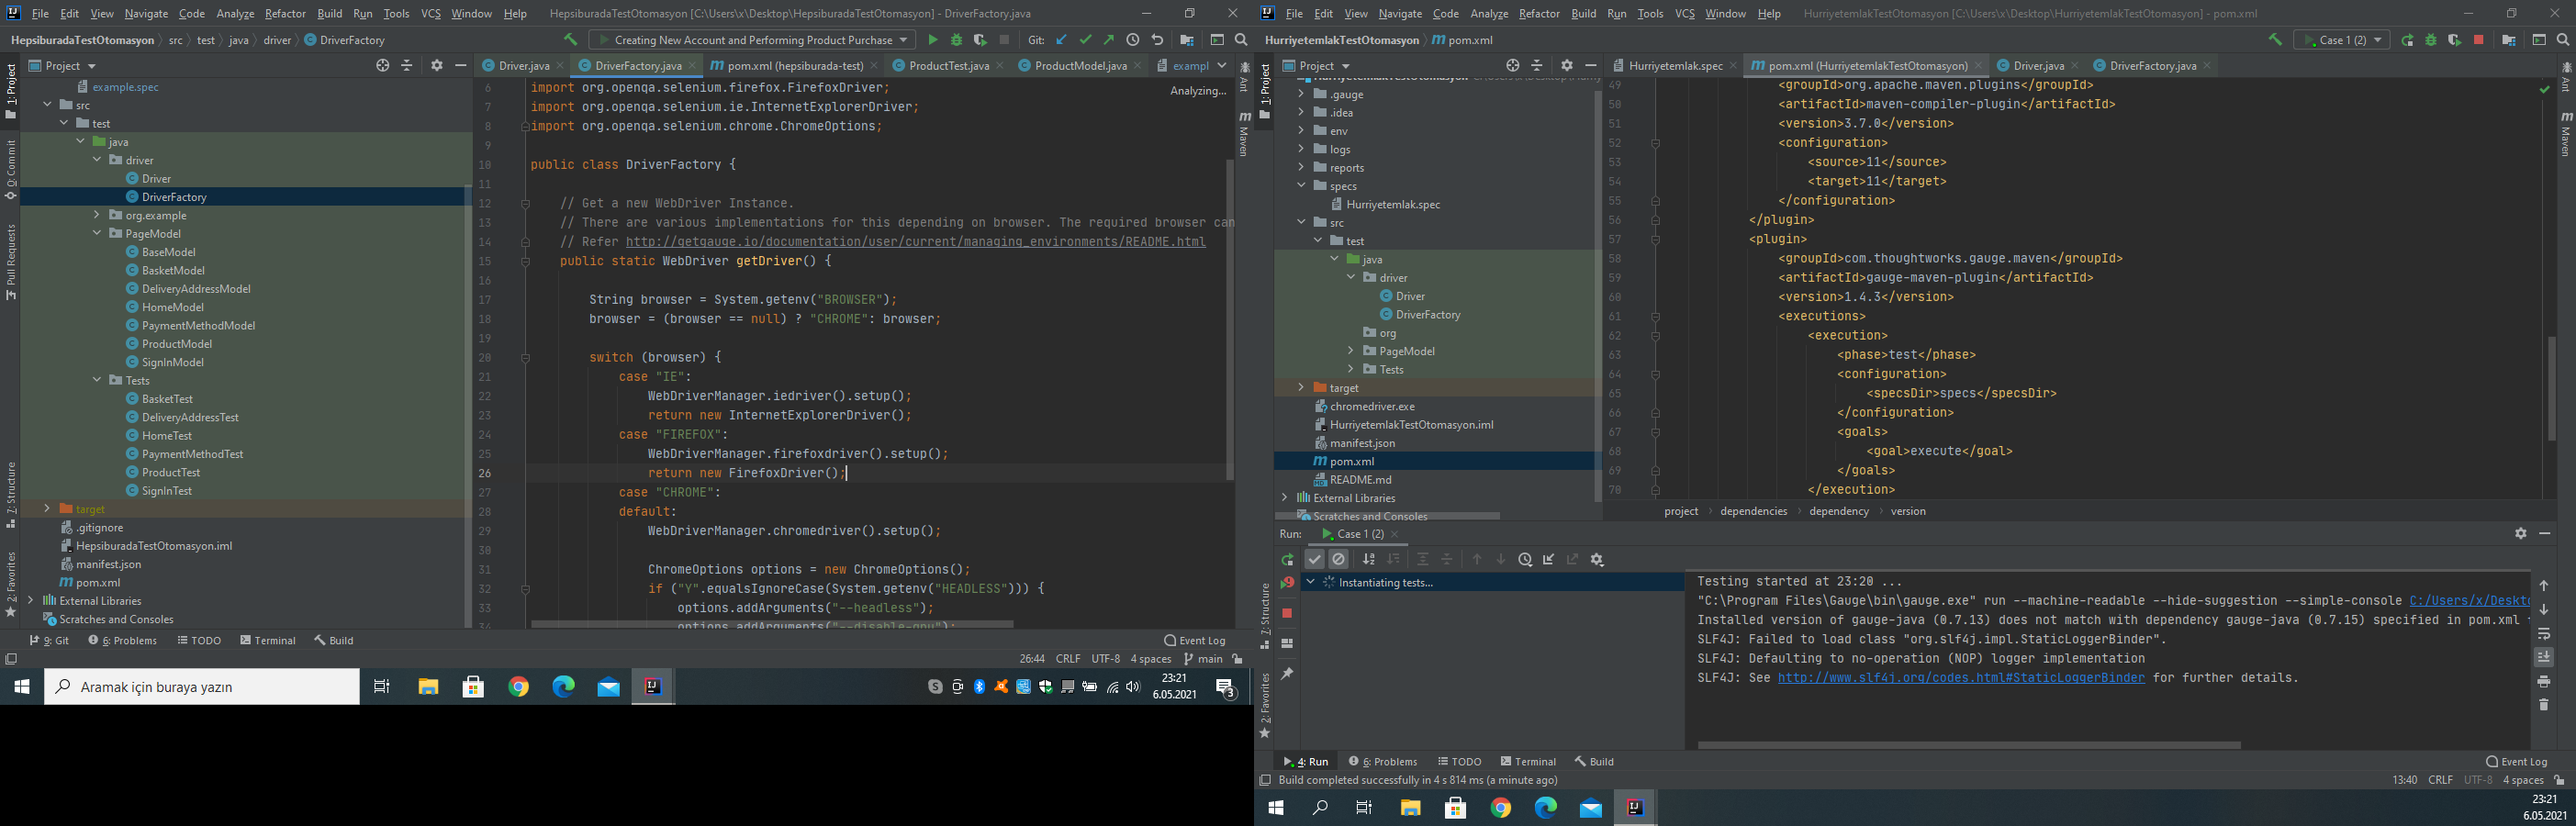 File Edit View Navigate Code Analyze Refactor Build Run Tools VCS Window Help HepsiburadaTestOtomasyon [C:\Users\x\Desktop\HepsiburadaTestOtomasyon] - DriverFactory.java
HepsiburadaTestOtomasyon src test java driver DriverFactory
Creating New Account and Performing Product Purchase Git:
Project
Driver.java DriverFactory.java pom.xml (hepsiburada-test) ProductTest.java ProductModel.java exampl
1: Project
0: Commit
Pull Requests
7: Structure
2: Favorites
example.spec
src
test
java
driver
Driver
DriverFactory
org.example
PageModel
BaseModel
BasketModel
DeliveryAddressModel
HomeModel
PaymentMethodModel
ProductModel
SignInModel
Tests
BasketTest
DeliveryAddressTest
HomeTest
PaymentMethodTest
ProductTest
SignInTest
target
.gitignore
HepsiburadaTestOtomasyon.iml
manifest.json
pom.xml
External Libraries
Scratches and Consoles
Analyzing...
Ant
Maven
6 import org.openqa.selenium.firefox.FirefoxDriver;
7 import org.openqa.selenium.ie.InternetExplorerDriver;
8 import org.openqa.selenium.chrome.ChromeOptions;
9
10 public class DriverFactory {
11
12 // Get a new WebDriver Instance.
13 // There are various implementations for this depending on browser. The required browser can
14 // Refer http://getgauge.io/documentation/user/current/managing_environments/README.html
15 public static WebDriver getDriver() {
16
17 String browser = System.getenv("BROWSER");
18 browser = (browser == null) ? "CHROME": browser;
19
20 switch (browser) {
21 case "IE":
22 WebDriverManager.iedriver().setup();
23 return new InternetExplorerDriver();
24 case "FIREFOX":
25 WebDriverManager.firefoxdriver().setup();
26 return new FirefoxDriver();
27 case "CHROME":
28 default:
29 WebDriverManager.chromedriver().setup();
30
31 ChromeOptions options = new ChromeOptions();
32 if ("Y".equalsIgnoreCase(System.getenv("HEADLESS"))) {
33 options.addArguments("--headless");
34 options.addArguments("--disable-gpu");
9: Git 6: Problems TODO Terminal Build Event Log
26:44 CRLF UTF-8 4 spaces main
Aramak için buraya yazın
23:21
6.05.2021
3
File Edit View Navigate Code Analyze Refactor Build Run Tools VCS Window Help HurriyetemlakTestOtomasyon [C:\Users\x\Desktop\HurriyetemlakTestOtomasyon] - pom.xml
HurriyetemlakTestOtomasyon pom.xml
Case 1 (2)
Project
Hurriyetemlak.spec pom.xml (HurriyetemlakTestOtomasyon) Driver.java DriverFactory.java
1: Project
7: Structure
2: Favorites
HurriyetemlakTestOtomasyon
.gauge
.idea
env
logs
reports
specs
Hurriyetemlak.spec
src
test
java
driver
Driver
DriverFactory
org
PageModel
Tests
target
chromedriver.exe
HurriyetemlakTestOtomasyon.iml
manifest.json
pom.xml
README.md
External Libraries
Scratches and Consoles
Ant
Maven
49 <groupId>org.apache.maven.plugins</groupId>
50 <artifactId>maven-compiler-plugin</artifactId>
51 <version>3.7.0</version>
52 <configuration>
53 <source>11</source>
54 <target>11</target>
55 </configuration>
56 </plugin>
57 <plugin>
58 <groupId>com.thoughtworks.gauge.maven</groupId>
59 <artifactId>gauge-maven-plugin</artifactId>
60 <version>1.4.3</version>
61 <executions>
62 <execution>
63 <phase>test</phase>
64 <configuration>
65 <specsDir>specs</specsDir>
66 </configuration>
67 <goals>
68 <goal>execute</goal>
69 </goals>
70 </execution>
project dependencies dependency version
Run: Case 1 (2)
Instantiating tests...
Testing started at 23:20 ...
"C:\Program Files\Gauge\bin\gauge.exe" run --machine-readable --hide-suggestion --simple-console C:/Users/x/Deskto
Installed version of gauge-java (0.7.13) does not match with dependency gauge-java (0.7.15) specified in pom.xml
SLF4J: Failed to load class "org.slf4j.impl.StaticLoggerBinder".
SLF4J: Defaulting to no-operation (NOP) logger implementation
SLF4J: See http://www.slf4j.org/codes.html#StaticLoggerBinder for further details.
4: Run 6: Problems TODO Terminal Build Event Log
Build completed successfully in 4 s 814 ms (a minute ago) 13:40 CRLF UTF-8 4 spaces
23:21
6.05.2021